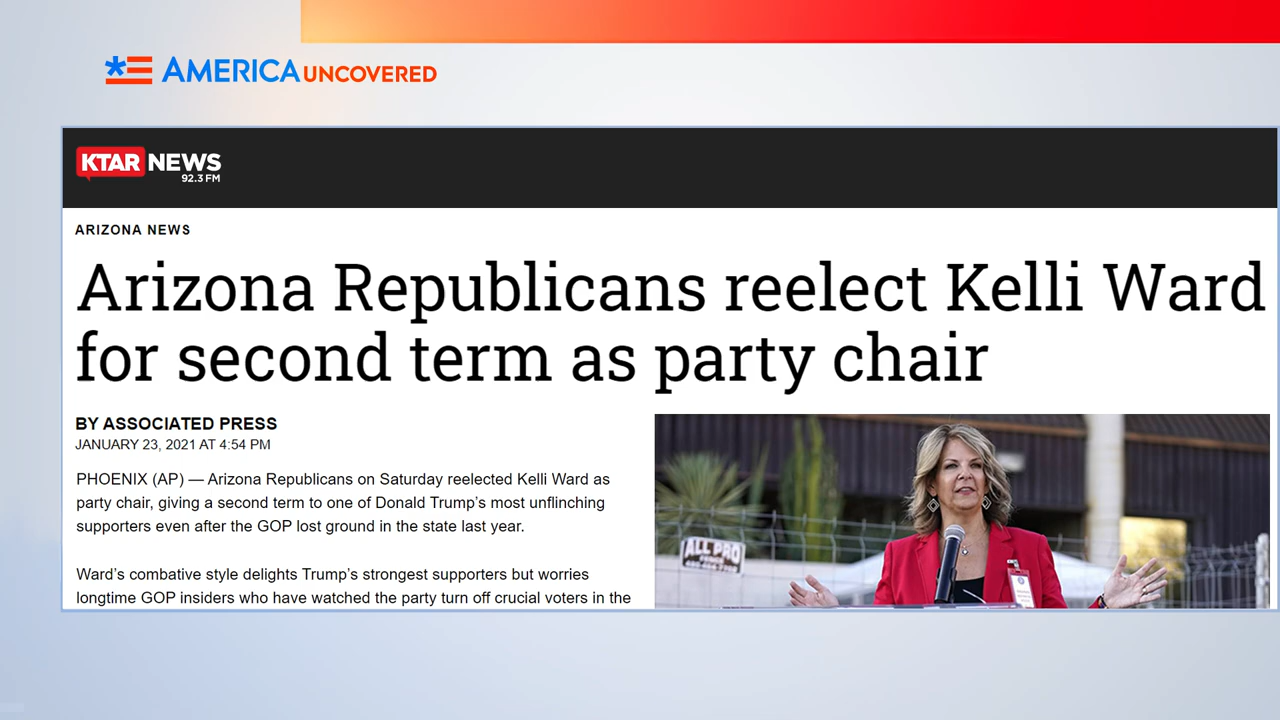 AMERICA UNCOVERED
KTAR NEWS
92.3 FM
ARIZONA NEWS
Arizona Republicans reelect Kelli Ward
for second term as party chair
BY ASSOCIATED PRESS
JANUARY 23, 2021 AT 4:54 PM
PHOENIX (AP) — Arizona Republicans on Saturday reelected Kelli Ward as
party chair, giving a second term to one of Donald Trump's most unflinching
supporters even after the GOP lost ground in the state last year.
Ward's combative style delights Trump's strongest supporters but worries
longtime GOP insiders who have watched the party turn off crucial voters in the
ALL PRO